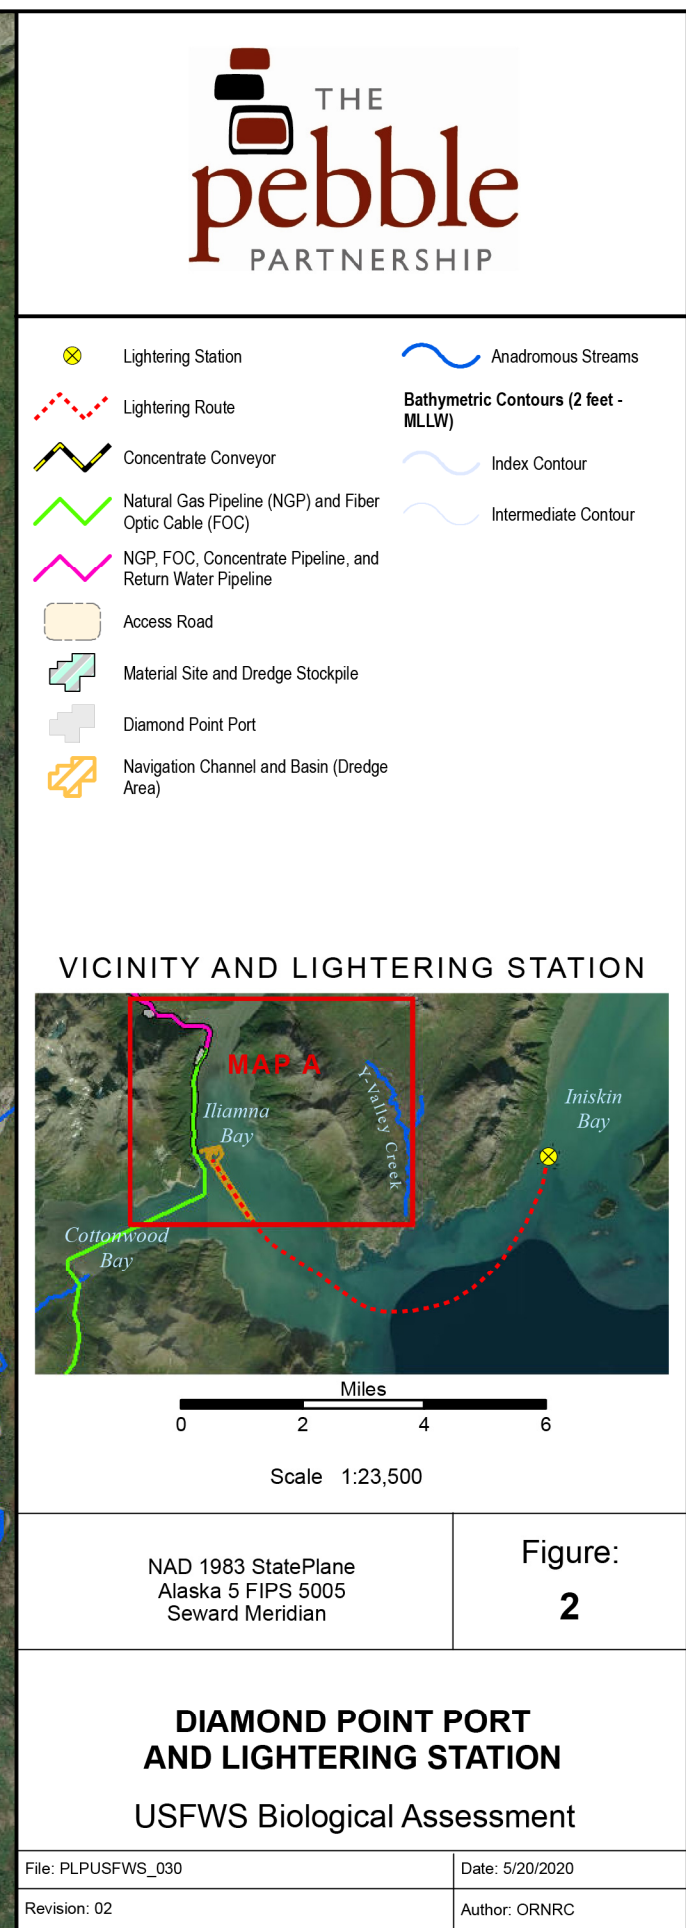 THE
pebble
PARTNERSHIP
Lightering Station
Lightering Route
Concentrate Conveyor
Natural Gas Pipeline (NGP) and Fiber
Optic Cable (FOC)
NGP, FOC, Concentrate Pipeline, and
Return Water Pipeline
Access Road
Material Site and Dredge Stockpile
Diamond Point Port
Navigation Channel and Basin (Dredge
Area)
Anadromous Streams
Bathymetric Contours (2 feet -
MLLW)
Index Contour
Intermediate Contour
VICINITY AND LIGHTERING STATION
MAP A
Iliamna
Bay
Y-Valley Creek
Iniskin
Bay
Cottonwood
Bay
Miles
0 2 4 6
Scale 1:23,500
NAD 1983 StatePlane
Alaska 5 FIPS 5005
Seward Meridian
Figure:
2
DIAMOND POINT PORT
AND LIGHTERING STATION
USFWS Biological Assessment
File: PLPUSFWS_030
Date: 5/20/2020
Revision: 02
Author: ORNRC